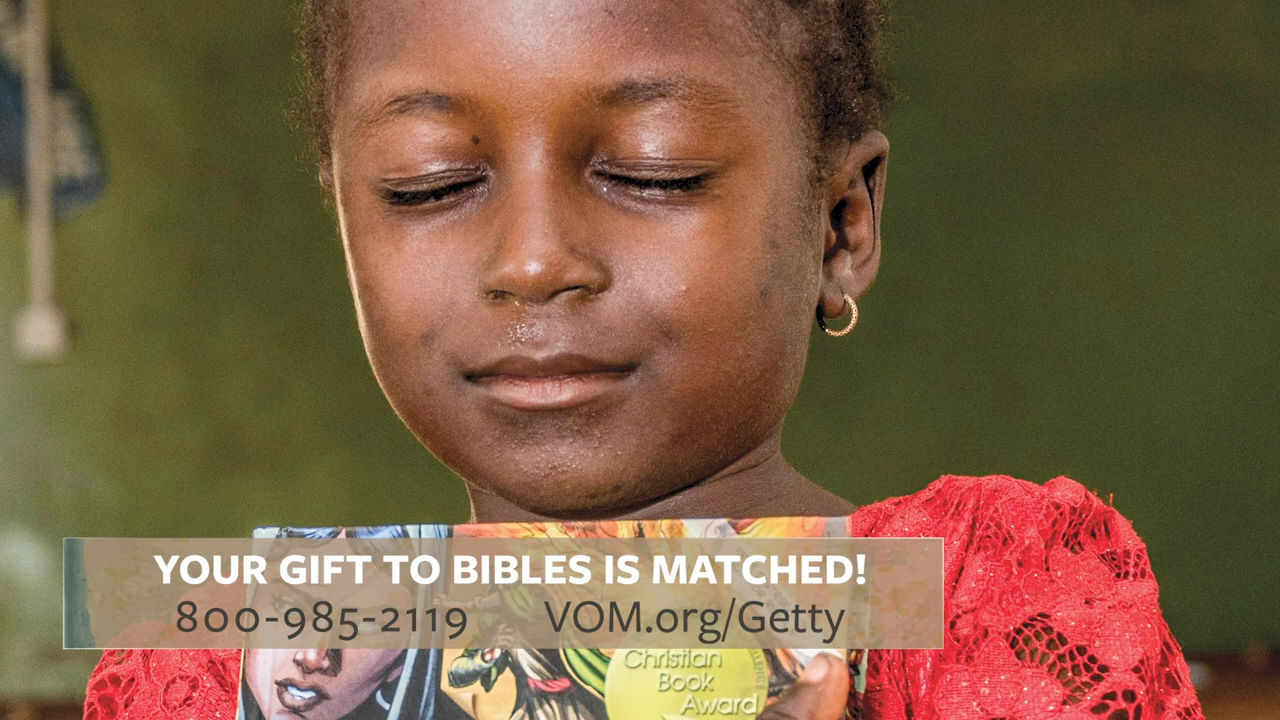 YOUR GIFT TO BIBLES IS MATCHED!
800-985-2119 VOM.org/Getty
Christian
Book
Award